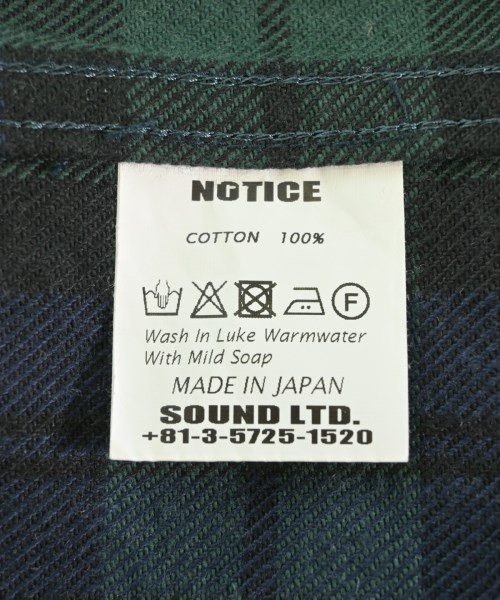 NOTICE
COTTON 100%
F
Wash In Luke Warmwater
With Mild Soap
MADE IN JAPAN
SOUND LTD.
+81-3-5725-1520